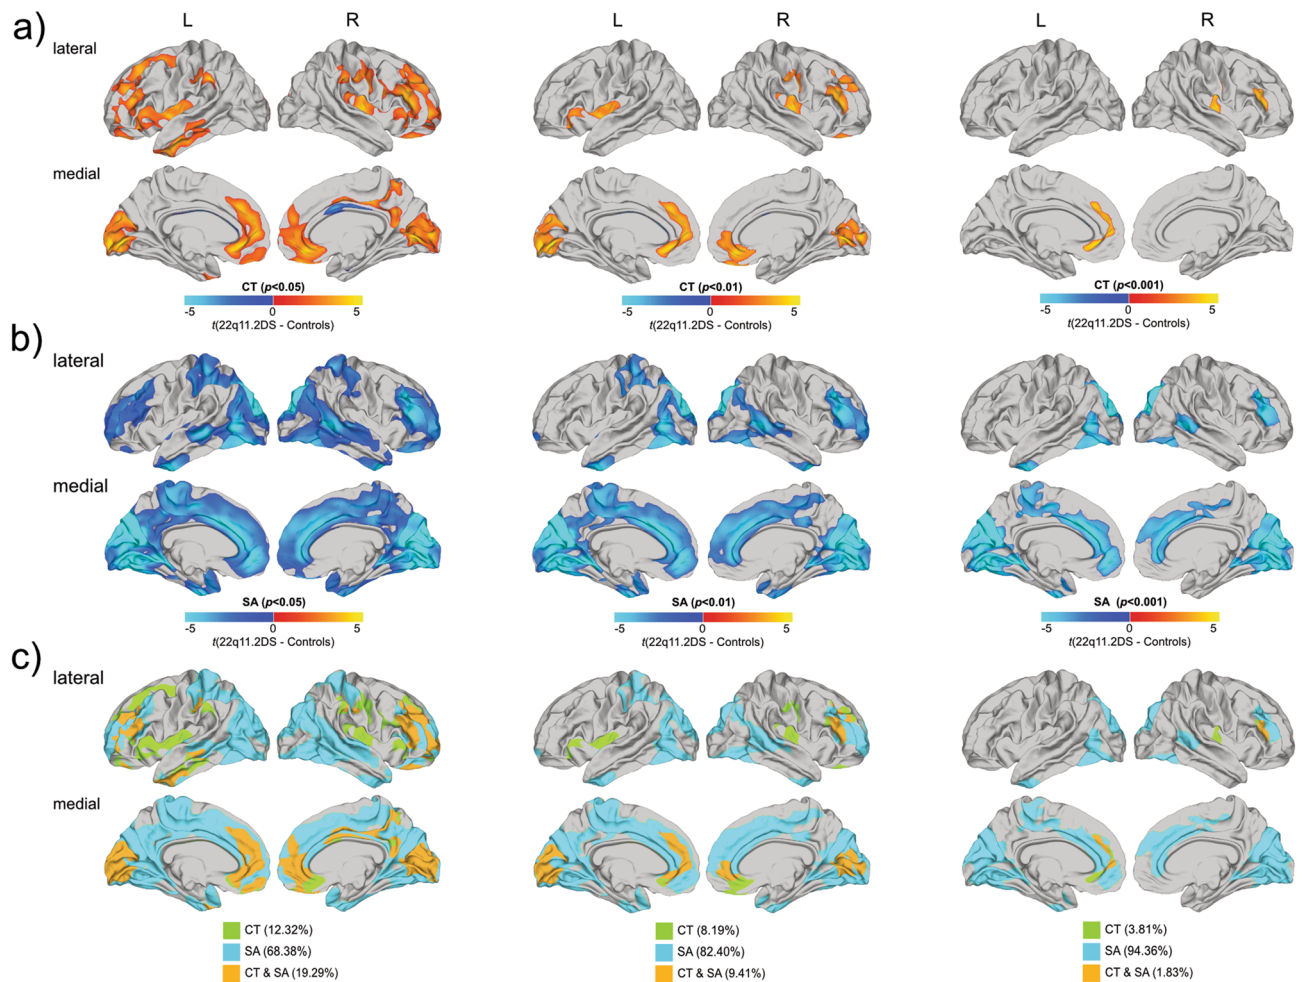 a)
L R L R L R
lateral
medial
CT (p<0.05) CT (p<0.01) CT (p<0.001)
-5 0 5 -5 0 5 -5 0 5
t(22q11.2DS - Controls) t(22q11.2DS - Controls) t(22q11.2DS - Controls)
b)
lateral
medial
SA (p<0.05) SA (p<0.01) SA (p<0.001)
-5 0 5 -5 0 5 -5 0 5
t(22q11.2DS - Controls) t(22q11.2DS - Controls) t(22q11.2DS - Controls)
c)
lateral
medial
CT (12.32%) CT (8.19%) CT (3.81%)
SA (68.38%) SA (82.40%) SA (94.36%)
CT & SA (19.29%) CT & SA (9.41%) CT & SA (1.83%)